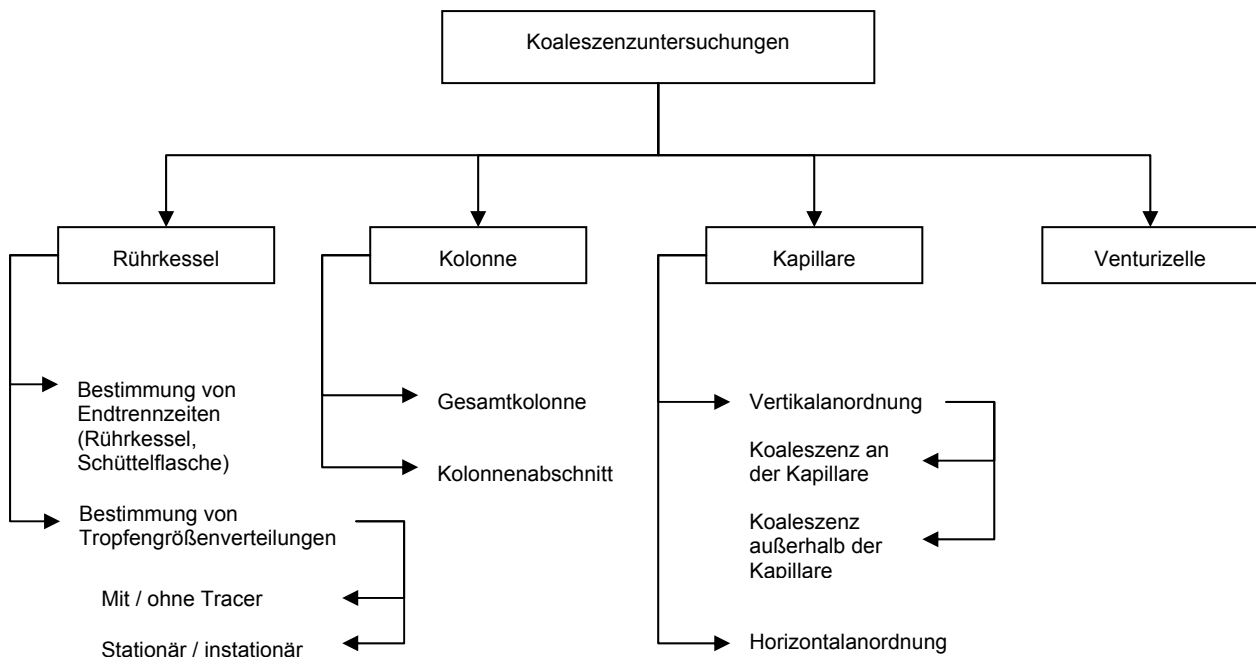 Koaleszenzuntersuchungen
Rührkessel
Kolonne
Kapillare
Venturizelle
Bestimmung von
Endtrennzeiten
(Rührkessel,
Schüttelflasche)
Bestimmung von
Tropfengrößenverteilungen
Mit / ohne Tracer
Stationär / instationär
Gesamtkolonne
Kolonnenabschnitt
Vertikalanordnung
Koaleszenz an
der Kapillare
Koaleszenz
außerhalb der
Kapillare
Horizontalanordnung